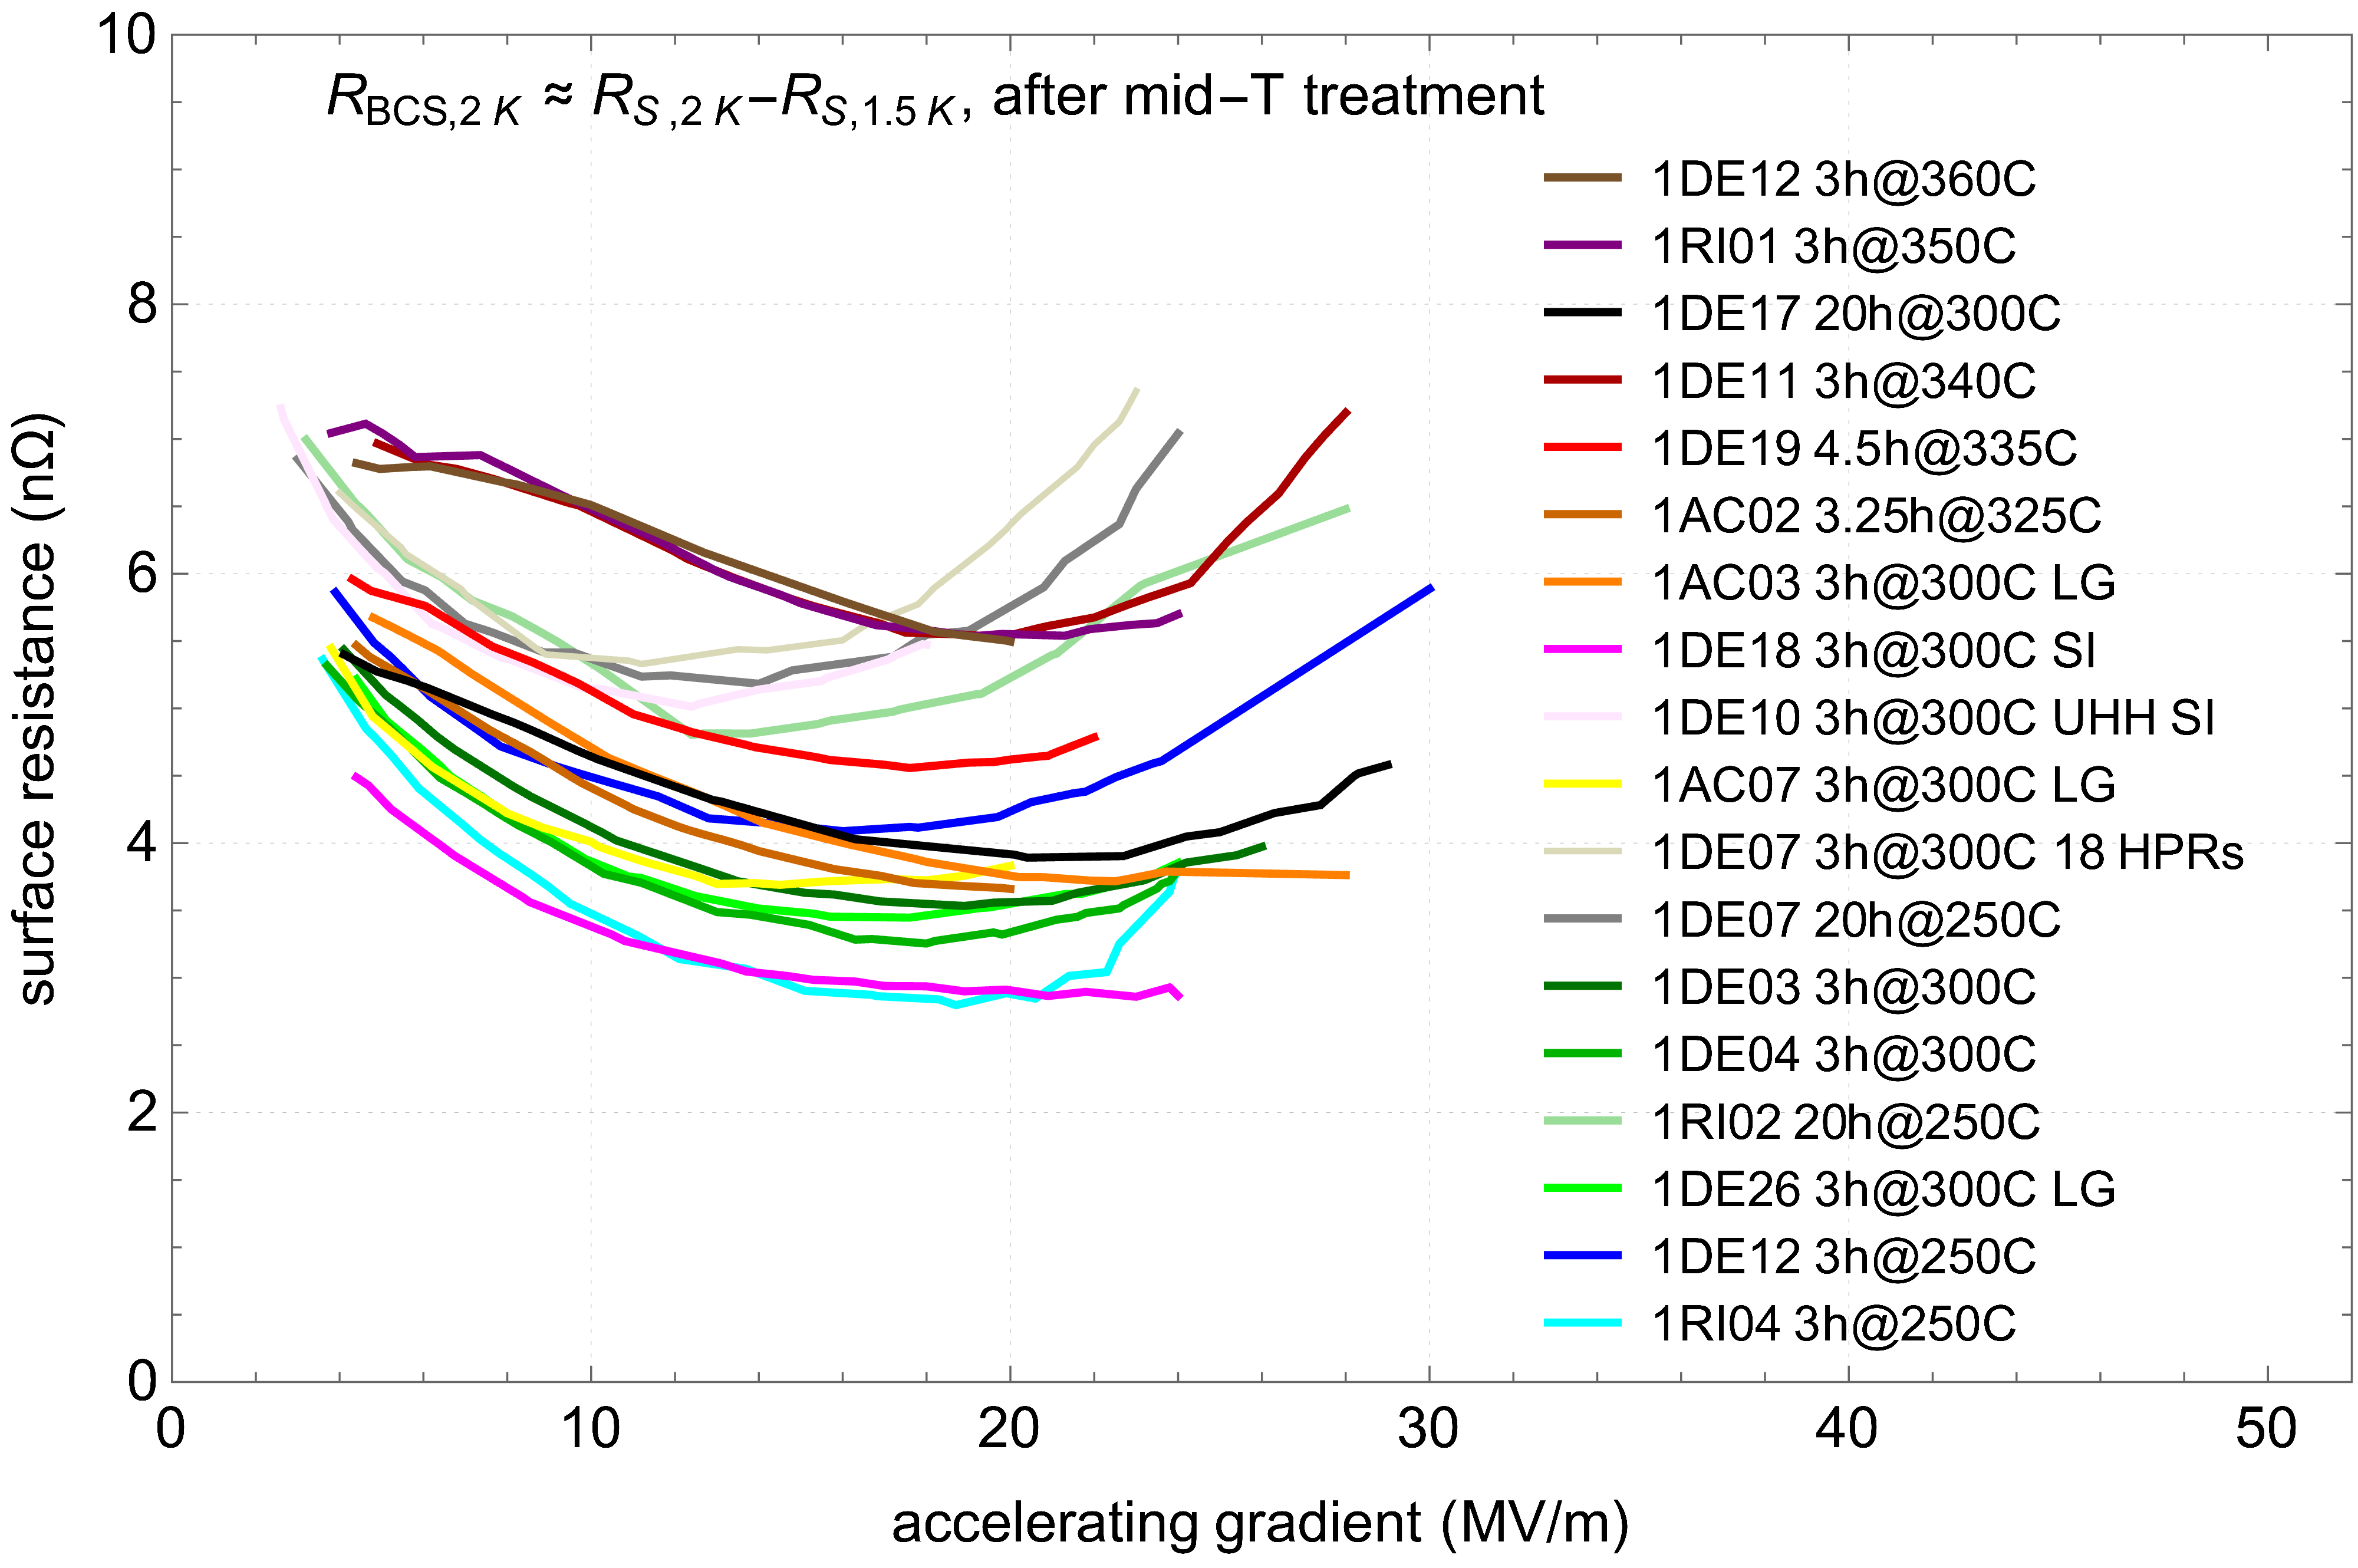 R_BCS,2 K ≈ R_S,2 K−R_S,1.5 K, after mid−T treatment
1DE12 3h@360C
1RI01 3h@350C
1DE17 20h@300C
1DE11 3h@340C
1DE19 4.5h@335C
1AC02 3.25h@325C
1AC03 3h@300C LG
1DE18 3h@300C SI
1DE10 3h@300C UHH SI
1AC07 3h@300C LG
1DE07 3h@300C 18 HPRs
1DE07 20h@250C
1DE03 3h@300C
1DE04 3h@300C
1RI02 20h@250C
1DE26 3h@300C LG
1DE12 3h@250C
1RI04 3h@250C
surface resistance (nΩ)
10
8
6
4
2
0
0 10 20 30 40 50
accelerating gradient (MV/m)